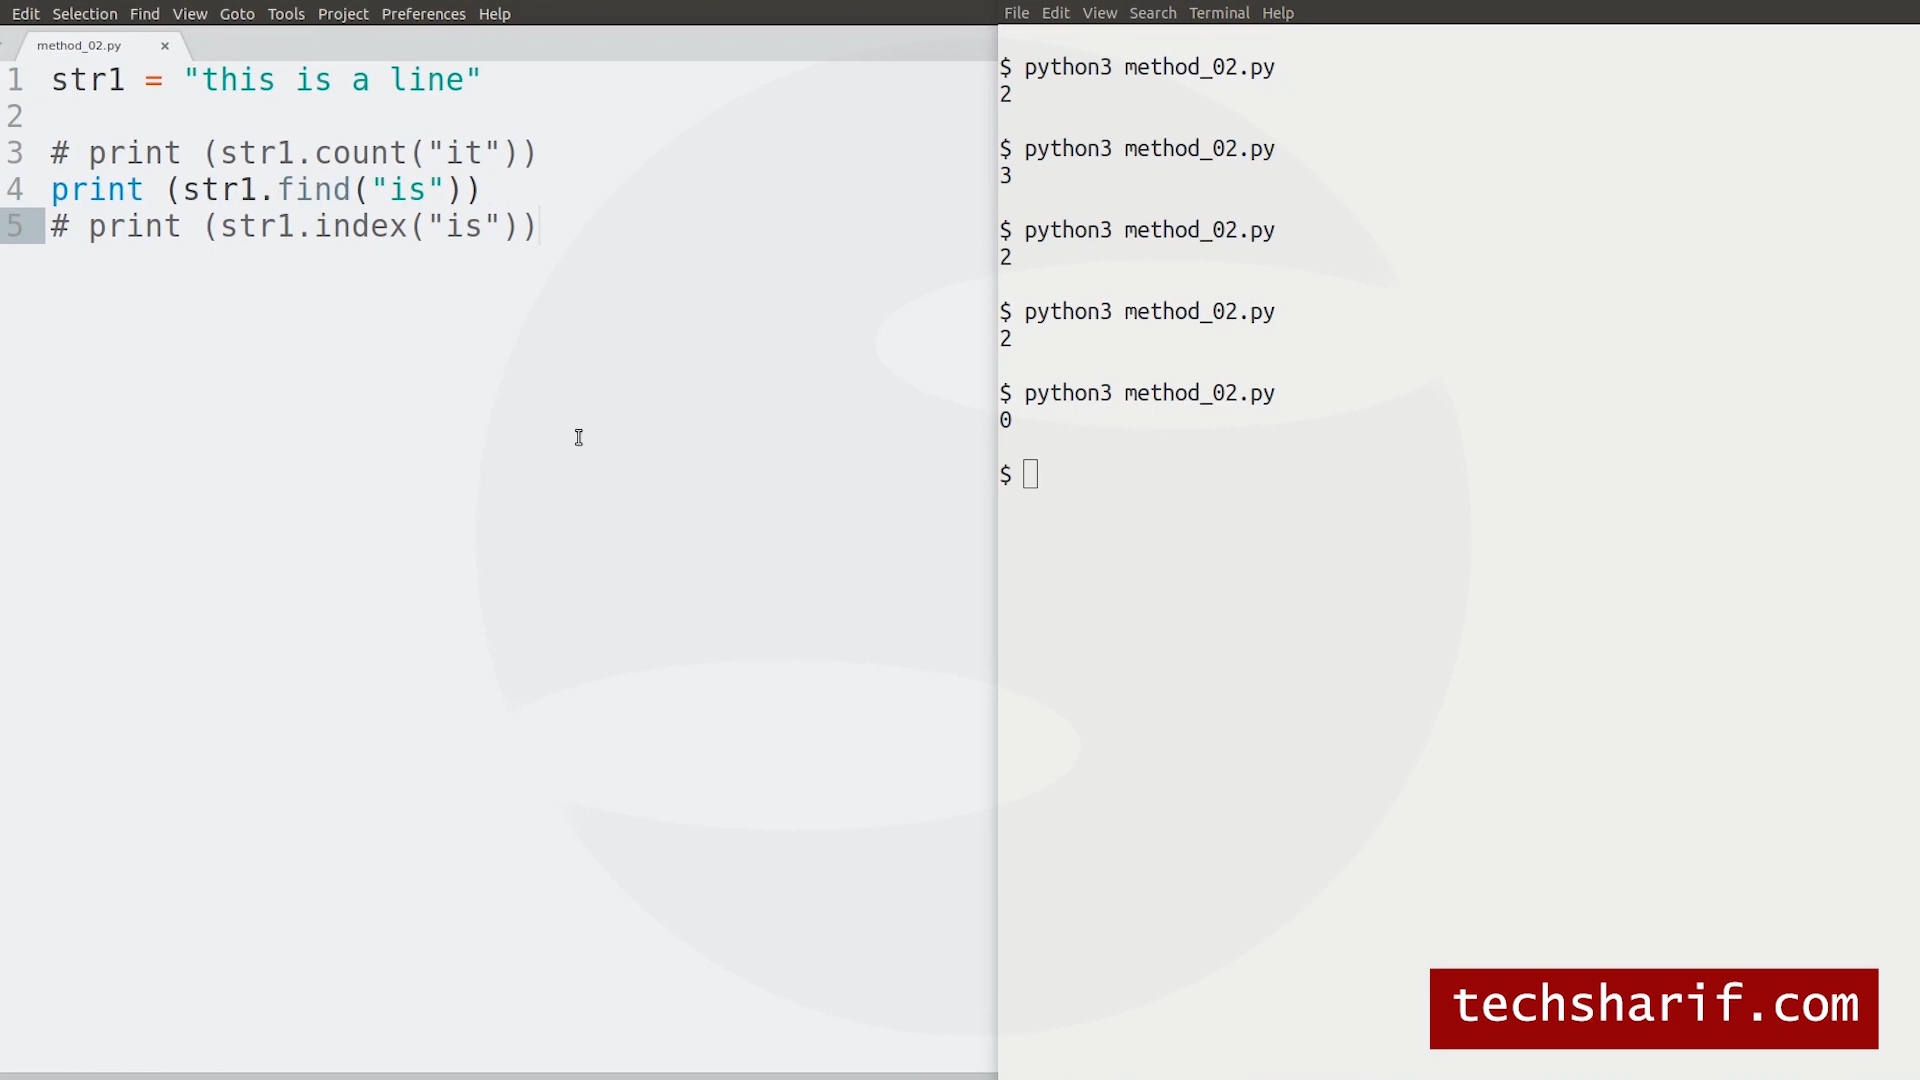 Edit Selection Find View Goto Tools Project Preferences Help
method_02.py ×
1 str1 = "this is a line"
2
3 # print (str1.count("it"))
4 print (str1.find("is"))
5 # print (str1.index("is"))
File Edit View Search Terminal Help
$ python3 method_02.py
2
$ python3 method_02.py
3
$ python3 method_02.py
2
$ python3 method_02.py
2
$ python3 method_02.py
0
$
techsharif.com